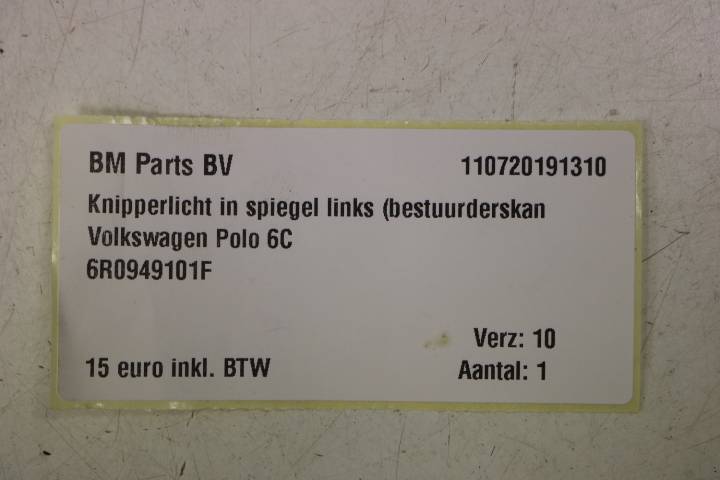 BM Parts BV 110720191310
Knipperlicht in spiegel links (bestuurderskan
Volkswagen Polo 6C
6R0949101F
Verz: 10
15 euro inkl. BTW Aantal: 1